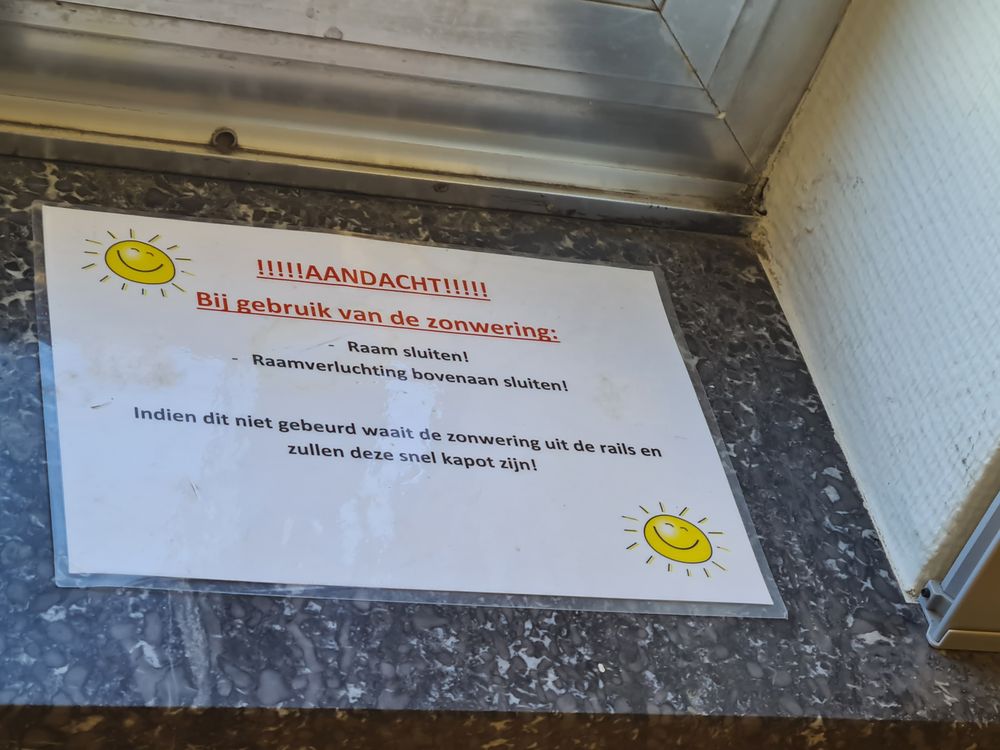 !!!!!AANDACHT!!!!!
Bij gebruik van de zonwering:
- Raam sluiten!
- Raamverluchting bovenaan sluiten!
Indien dit niet gebeurd waait de zonwering uit de rails en
zullen deze snel kapot zijn!